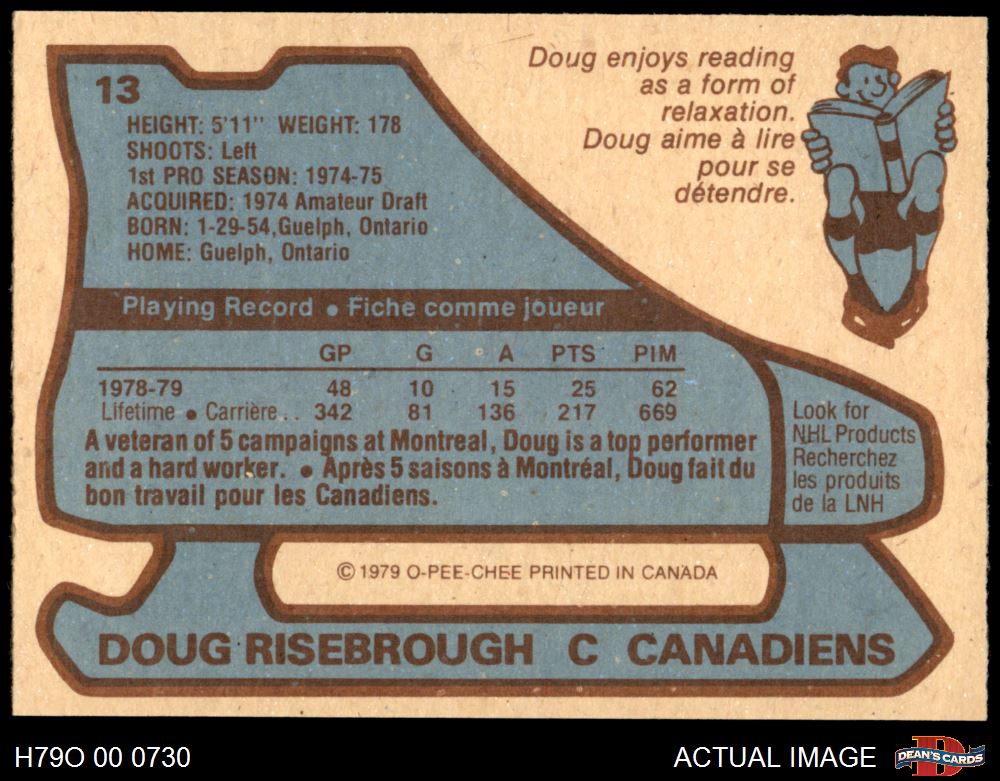 13
HEIGHT: 5'11" WEIGHT: 178
SHOOTS: Left
1st PRO SEASON: 1974-75
ACQUIRED: 1974 Amateur Draft
BORN: 1-29-54,Guelph, Ontario
HOME: Guelph, Ontario
Doug enjoys reading
as a form of
relaxation.
Doug aime à lire
pour se
détendre.
Playing Record • Fiche comme joueur
GP G A PTS PIM
1978-79 48 10 15 25 62
Lifetime • Carrière.. 342 81 136 217 669
A veteran of 5 campaigns at Montreal, Doug is a top performer
and a hard worker. • Après 5 saisons à Montréal, Doug fait du
bon travail pour les Canadiens.
Look for
NHL Products
Recherchez
les produits
de la LNH
© 1979 O-PEE-CHEE PRINTED IN CANADA
DOUG RISEBROUGH C CANADIENS
H79O 00 0730
ACTUAL IMAGE
D
DEAN'S CARDS